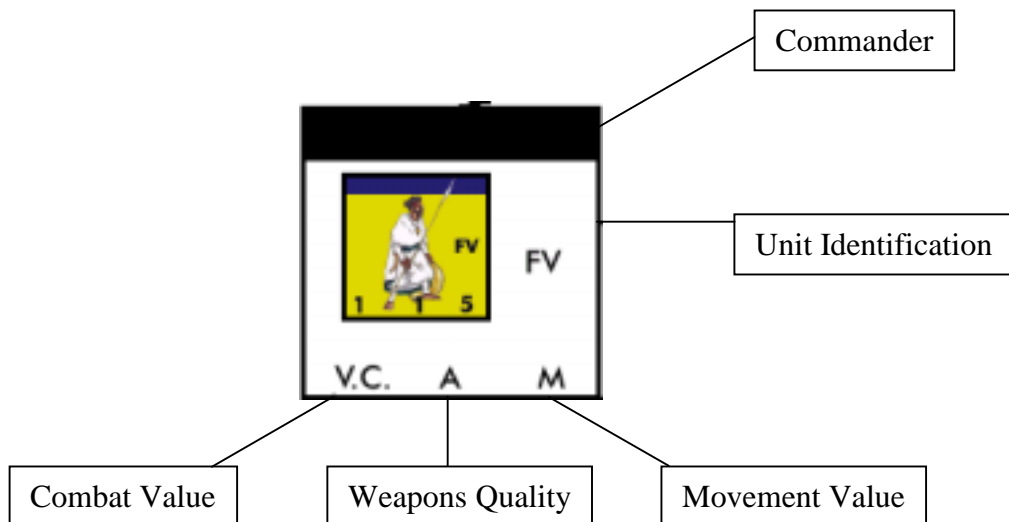 Commander
Unit Identification
FV
FV
1 1 5
V.C. A M
Combat Value
Weapons Quality
Movement Value